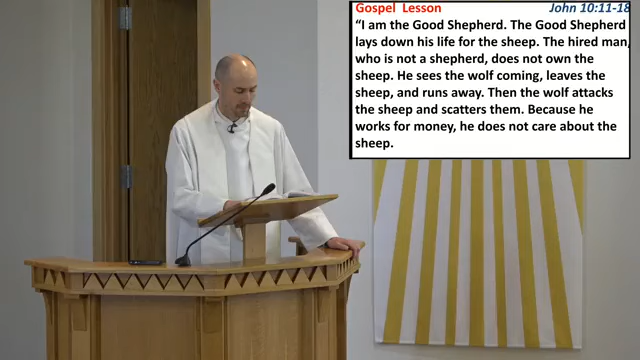 Gospel Lesson John 10:11-18
“I am the Good Shepherd. The Good Shepherd
lays down his life for the sheep. The hired man,
who is not a shepherd, does not own the
sheep. He sees the wolf coming, leaves the
sheep, and runs away. Then the wolf attacks
the sheep and scatters them. Because he
works for money, he does not care about the
sheep.